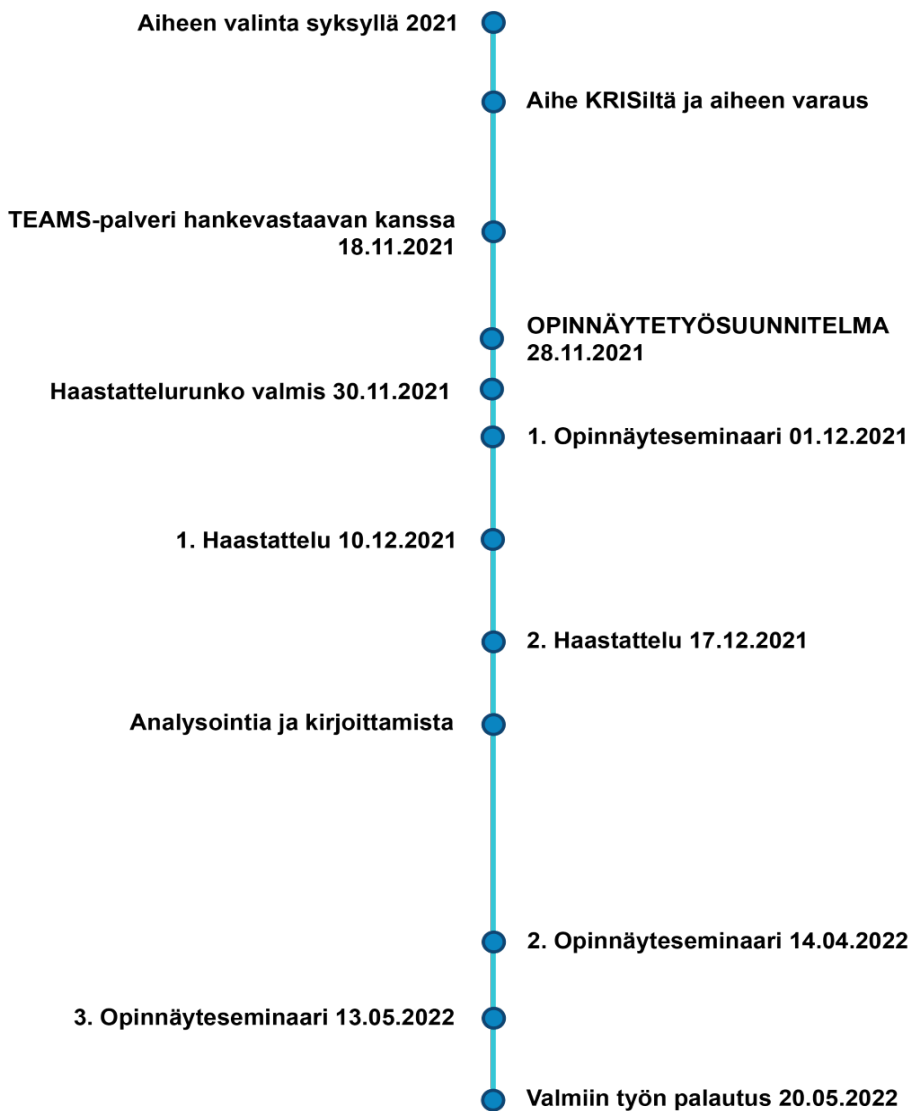 Aiheen valinta syksyllä 2021
Aihe KRISiltä ja aiheen varaus
TEAMS-palveri hankevastaavan kanssa
18.11.2021
OPINNÄYTETYÖSUUNNITELMA
28.11.2021
Haastattelurunko valmis 30.11.2021
1. Opinnäyteseminaari 01.12.2021
1. Haastattelu 10.12.2021
2. Haastattelu 17.12.2021
Analysointia ja kirjoittamista
2. Opinnäyteseminaari 14.04.2022
3. Opinnäyteseminaari 13.05.2022
Valmiin työn palautus 20.05.2022